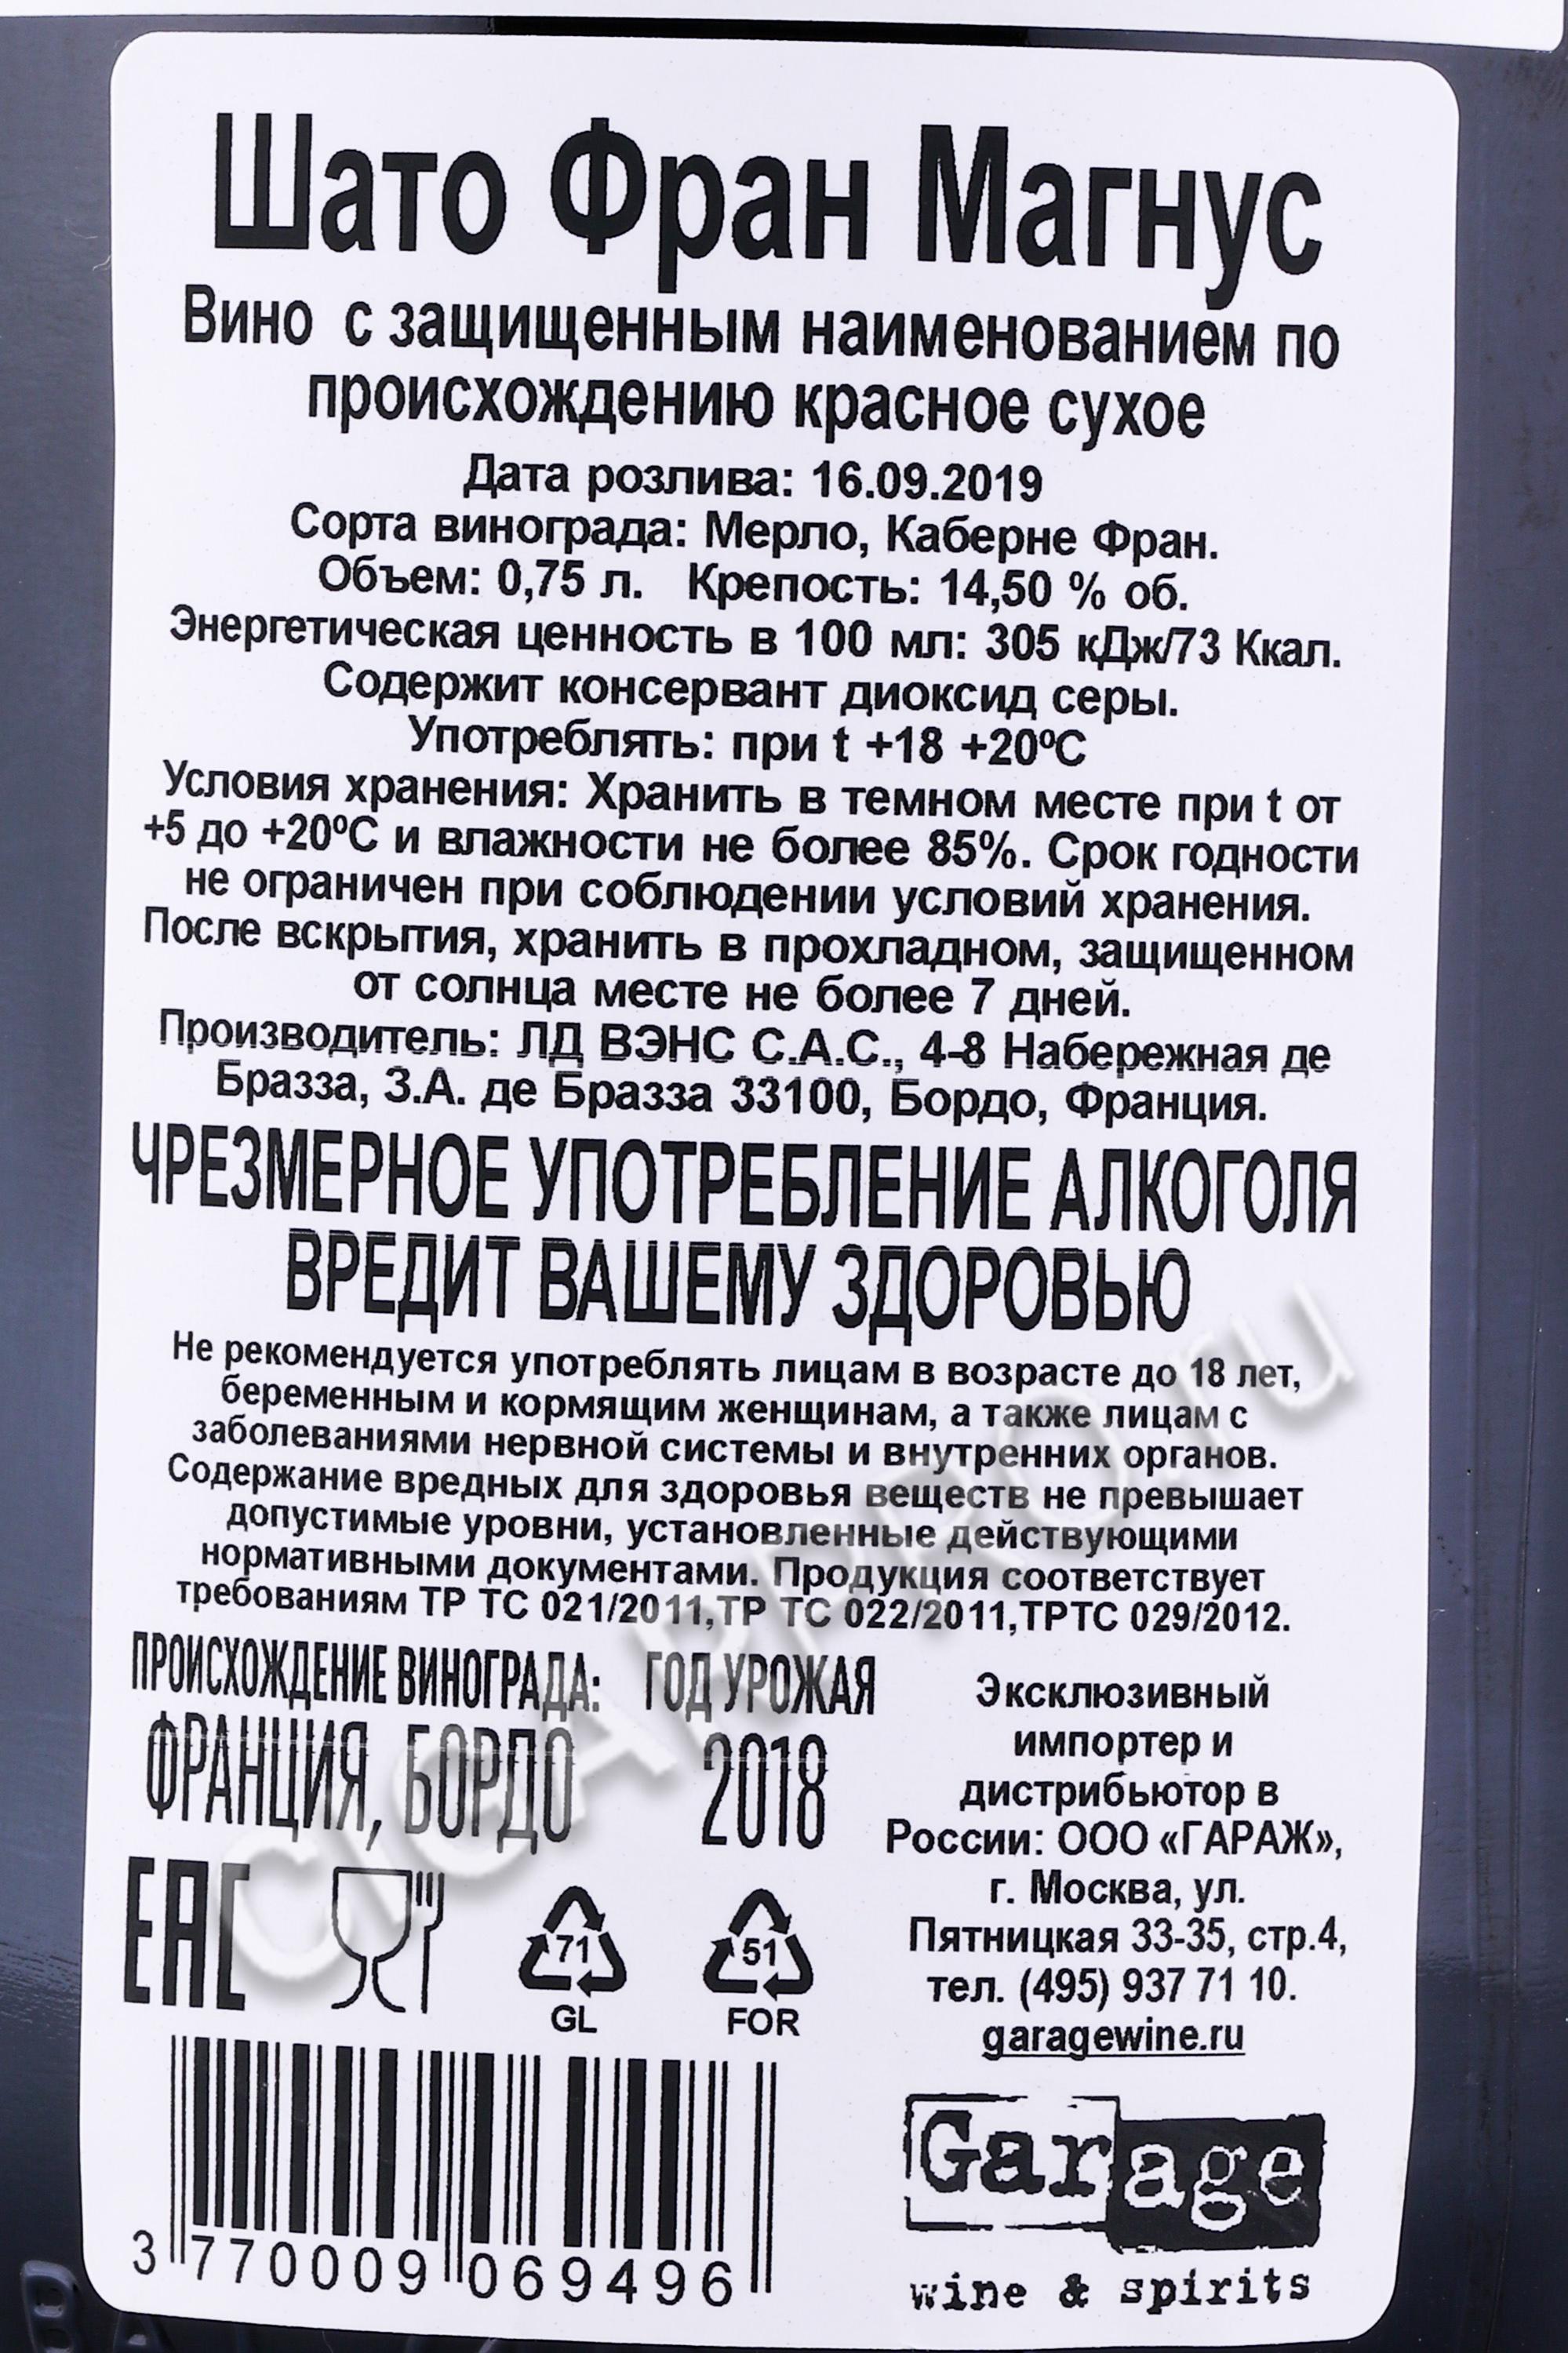 Шато Фран Магнус
Вино с защищенным наименованием по
происхождению красное сухое
Дата розлива: 16.09.2019
Сорта винограда: Мерло, Каберне Фран.
Объем: 0,75 л. Крепость: 14,50 % об.
Энергетическая ценность в 100 мл: 305 кДж/73 Ккал.
Содержит консервант диоксид серы.
Употреблять: при t +18 +20ºС
Условия хранения: Хранить в темном месте при t от
+5 до +20ºС и влажности не более 85%. Срок годности
не ограничен при соблюдении условий хранения.
После вскрытия, хранить в прохладном, защищенном
от солнца месте не более 7 дней.
Производитель: ЛД ВЭНС С.А.С., 4-8 Набережная де
Бразза, З.А. де Бразза 33100, Бордо, Франция.
ЧРЕЗМЕРНОЕ УПОТРЕБЛЕНИЕ АЛКОГОЛЯ
ВРЕДИТ ВАШЕМУ ЗДОРОВЬЮ
Не рекомендуется употреблять лицам в возрасте до 18 лет,
беременным и кормящим женщинам, а также лицам с
заболеваниями нервной системы и внутренних органов.
Содержание вредных для здоровья веществ не превышает
допустимые уровни, установленные действующими
нормативными документами. Продукция соответствует
требованиям ТР ТС 021/2011,ТР ТС 022/2011,ТРТС 029/2012.
ПРОИСХОЖДЕНИЕ ВИНОГРАДА:
ФРАНЦИЯ, БОРДО
ГОД УРОЖАЯ
2018
Эксклюзивный
импортер и
дистрибьютор в
России: ООО «ГАРАЖ»,
г. Москва, ул.
Пятницкая 33-35, стр.4,
тел. (495) 937 71 10.
garagewine.ru
EAC
71
GL
51
FOR
3 770009 069496
Garage
wine & spirits
CIGARPRO.ru